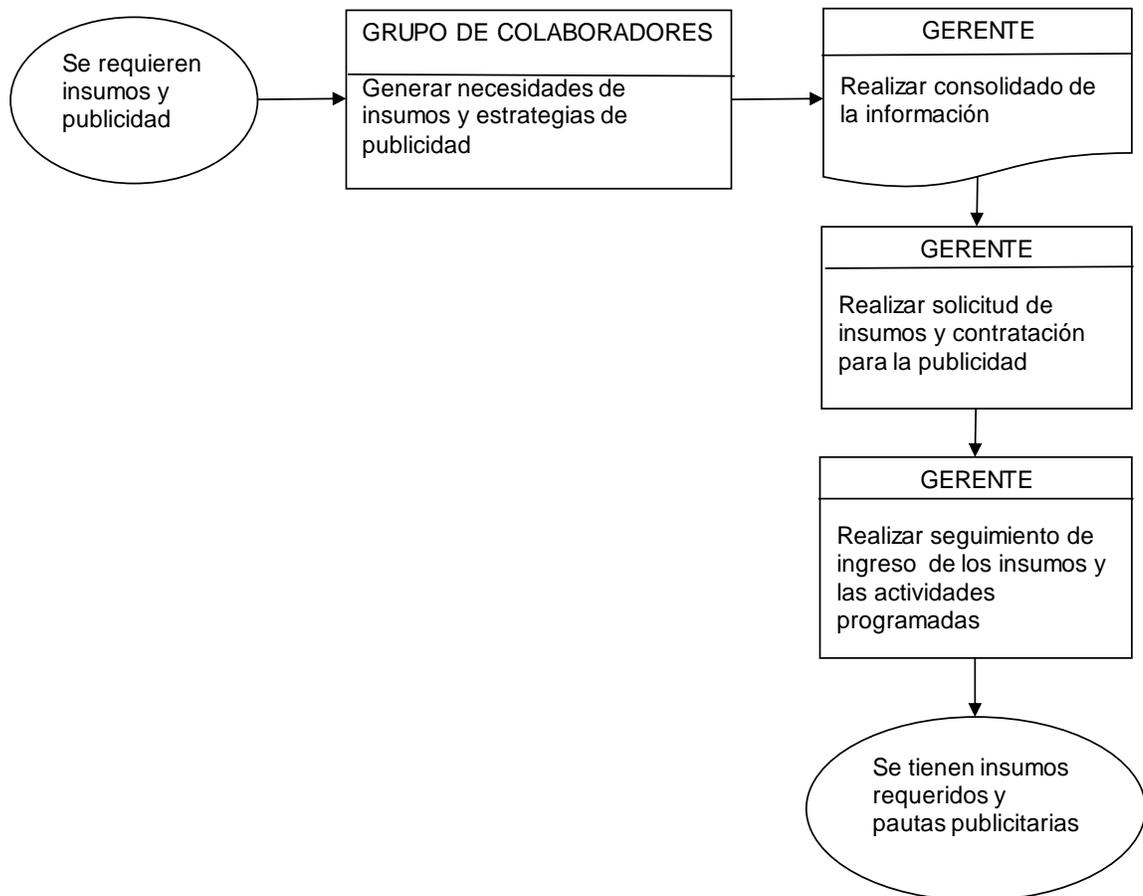 Se requieren
insumos y
publicidad
GRUPO DE COLABORADORES
Generar necesidades de
insumos y estrategias de
publicidad
GERENTE
Realizar consolidado de
la información
GERENTE
Realizar solicitud de
insumos y contratación
para la publicidad
GERENTE
Realizar seguimiento de
ingreso  de los insumos y
las actividades
programadas
Se tienen insumos
requeridos y
pautas publicitarias